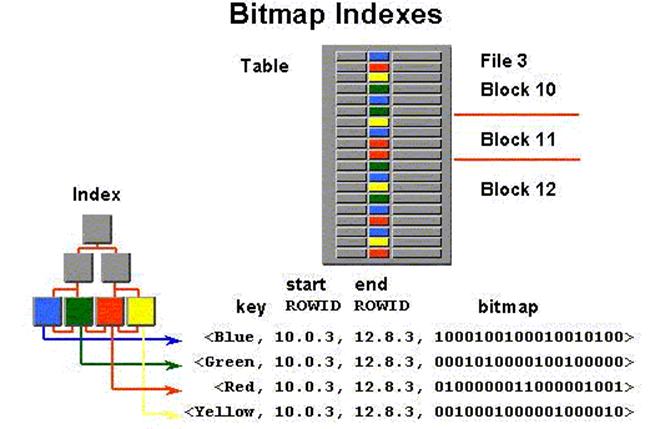 Bitmap Indexes
Table
File 3
Block 10
Block 11
Block 12
Index
start end
key ROWID ROWID bitmap
<Blue, 10.0.3, 12.8.3, 1000100100010010100>
<Green, 10.0.3, 12.8.3, 0001010000100100000>
<Red, 10.0.3, 12.8.3, 0100000011000001001>
<Yellow, 10.0.3, 12.8.3, 0010001000001000010>